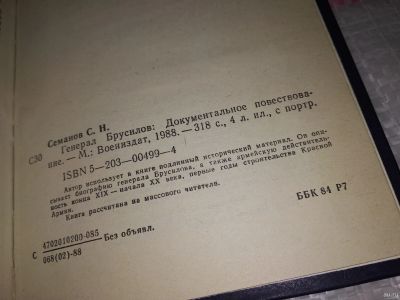 Семанов С. Н.
С30 Генерал Брусилов: Документальное повествова-
ние. — М.: Воениздат, 1988. — 318 с., 4 л. ил., с портр.
ISBN 5—203—00499—4
Автор использует в книге подлинный исторический материал. Он опи-
сывает биографию генерала Брусилова, а также армейскую действитель-
ность конца XIX — начала XX века, первые годы строительства Красной
Армии.
Книга рассчитана на массового читателя.
С 4702010200-085
068(02)-88 Без объявл.
ББК 84 Р7